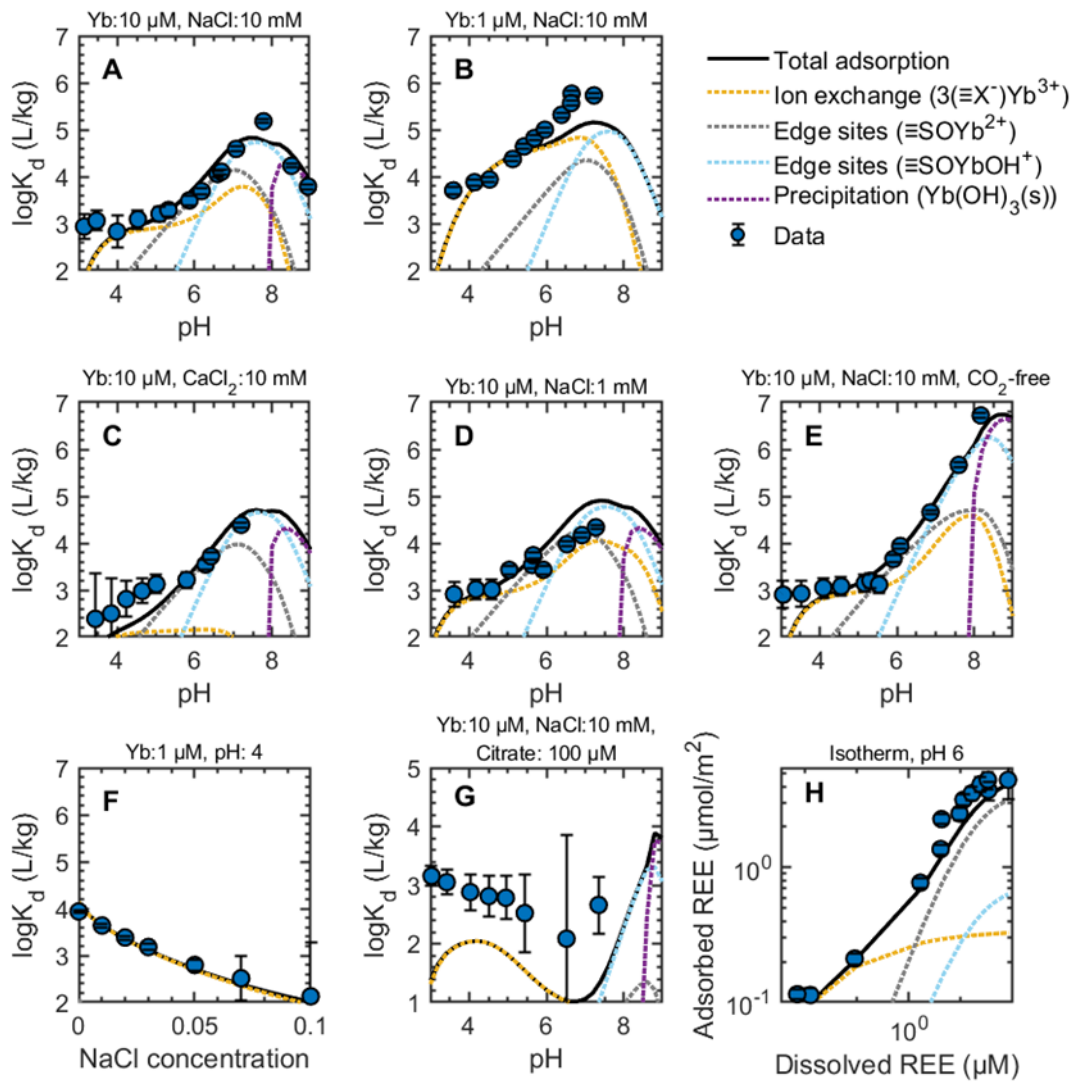 Yb:10 µM, NaCl:10 mM
A
logK_d (L/kg)
7
6
5
4
3
2
4
6
8
pH
Yb:1 µM, NaCl:10 mM
B
logK_d (L/kg)
7
6
5
4
3
2
4
6
8
pH
Total adsorption
Ion exchange (3(≡X⁻)Yb³⁺)
Edge sites (≡SOYb²⁺)
Edge sites (≡SOYbOH⁺)
Precipitation (Yb(OH)₃(s))
Data
Yb:10 µM, CaCl₂:10 mM
C
logK_d (L/kg)
7
6
5
4
3
2
4
6
8
pH
Yb:10 µM, NaCl:1 mM
D
logK_d (L/kg)
7
6
5
4
3
2
4
6
8
pH
Yb:10 µM, NaCl:10 mM, CO₂-free
E
logK_d (L/kg)
7
6
5
4
3
2
4
6
8
pH
Yb:1 µM, pH: 4
F
logK_d (L/kg)
7
6
5
4
3
2
0
0.05
0.1
NaCl concentration
Yb:10 µM, NaCl:10 mM,
Citrate: 100 µM
G
logK_d (L/kg)
5
4
3
2
1
4
6
8
pH
Isotherm, pH 6
H
Adsorbed REE (µmol/m²)
10⁰
10⁻¹
10⁰
Dissolved REE (µM)